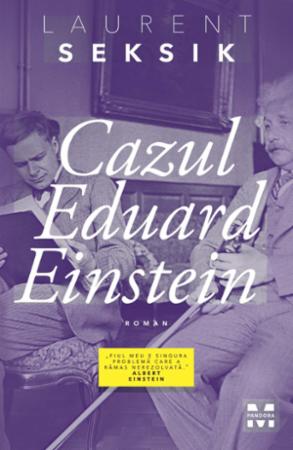 LAURENT
SEKSIK
Cazul
Eduard
Einstein
ROMAN
„FIUL MEU E SINGURA
PROBLEMĂ CARE A
RĂMAS NEREZOLVATĂ.”
ALBERT
EINSTEIN
M
PANDORA